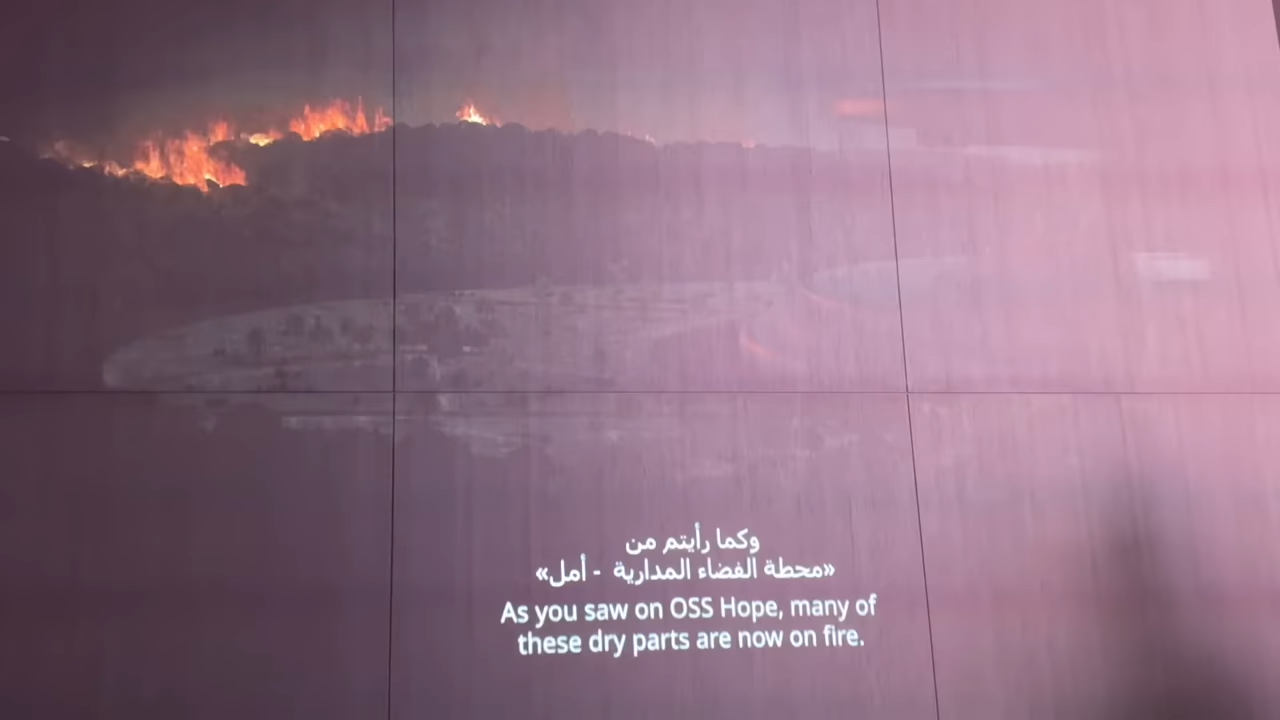 وكما رأيتم من
«محطة الفضاء المدارية - أمل»
As you saw on OSS Hope, many of
these dry parts are now on fire.